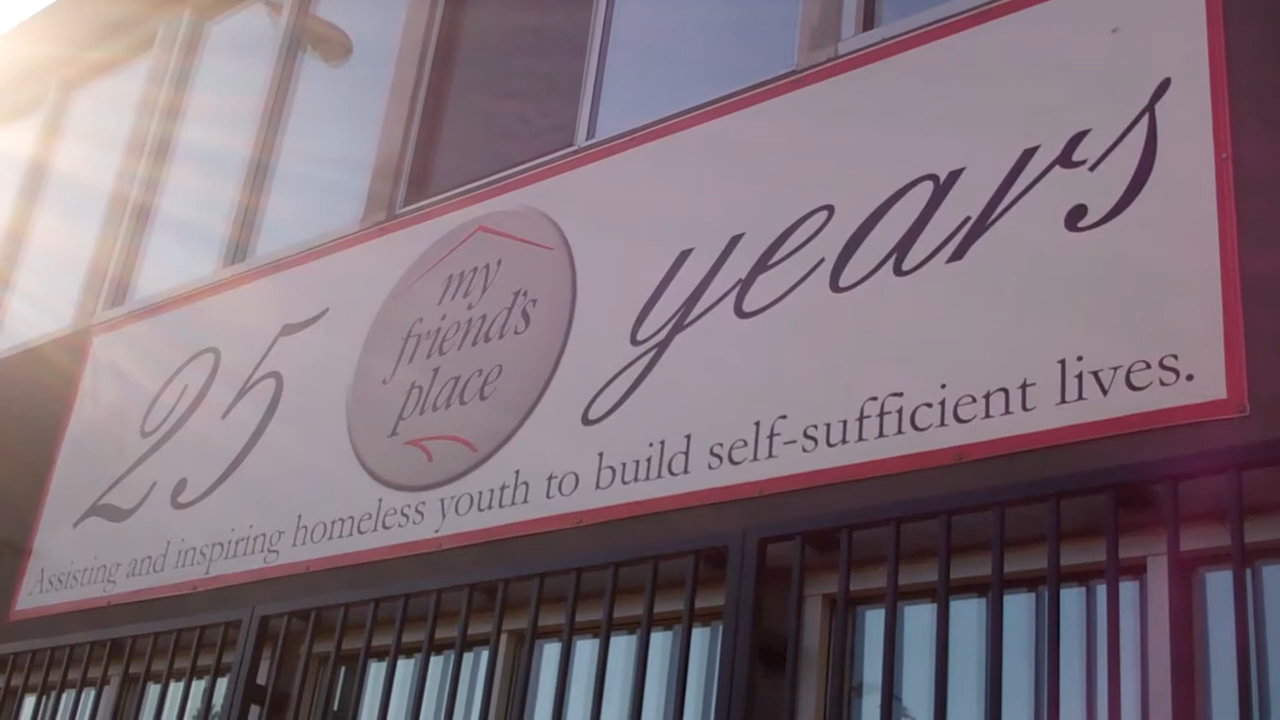 25 years
my
friend's
place
Assisting and inspiring homeless youth to build self-sufficient lives.